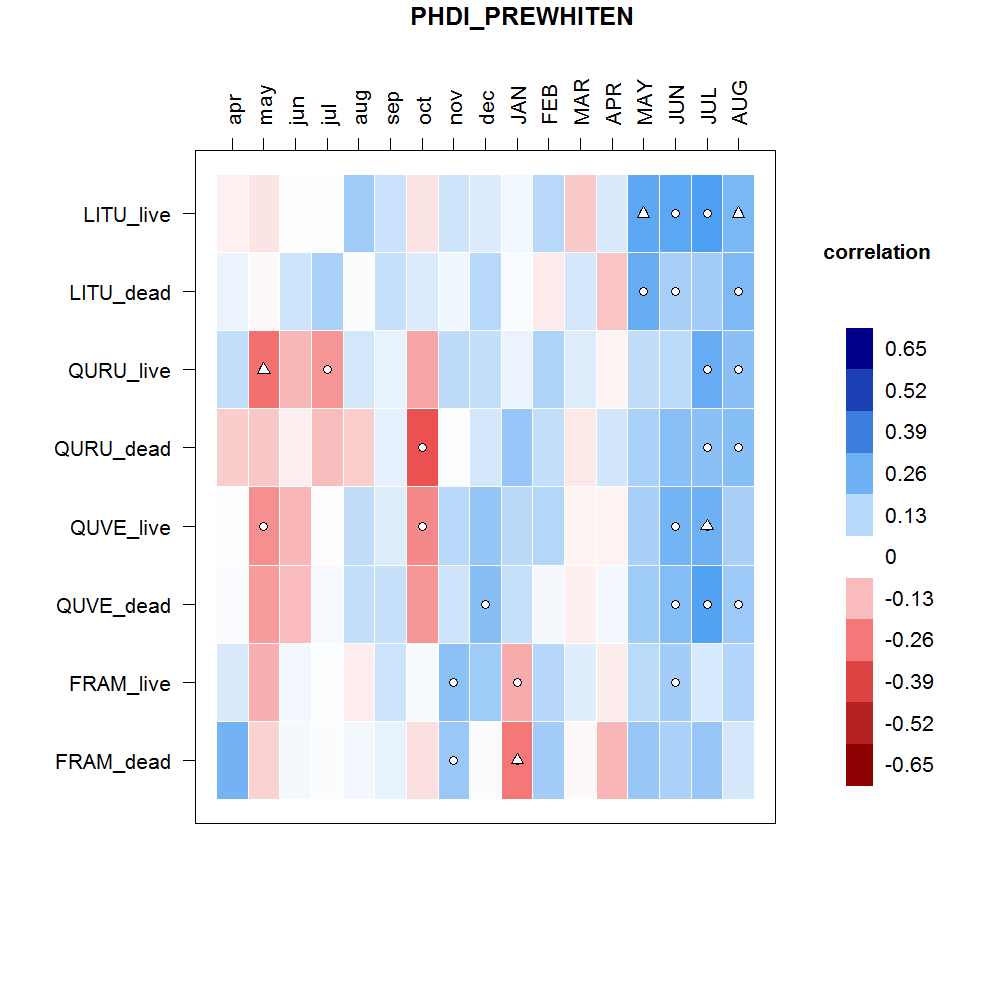 PHDI_PREWHITEN
apr may jun jul aug sep oct nov dec JAN FEB MAR APR MAY JUN JUL AUG
LITU_live
LITU_dead
QURU_live
QURU_dead
QUVE_live
QUVE_dead
FRAM_live
FRAM_dead
correlation
0.65
0.52
0.39
0.26
0.13
0
-0.13
-0.26
-0.39
-0.52
-0.65